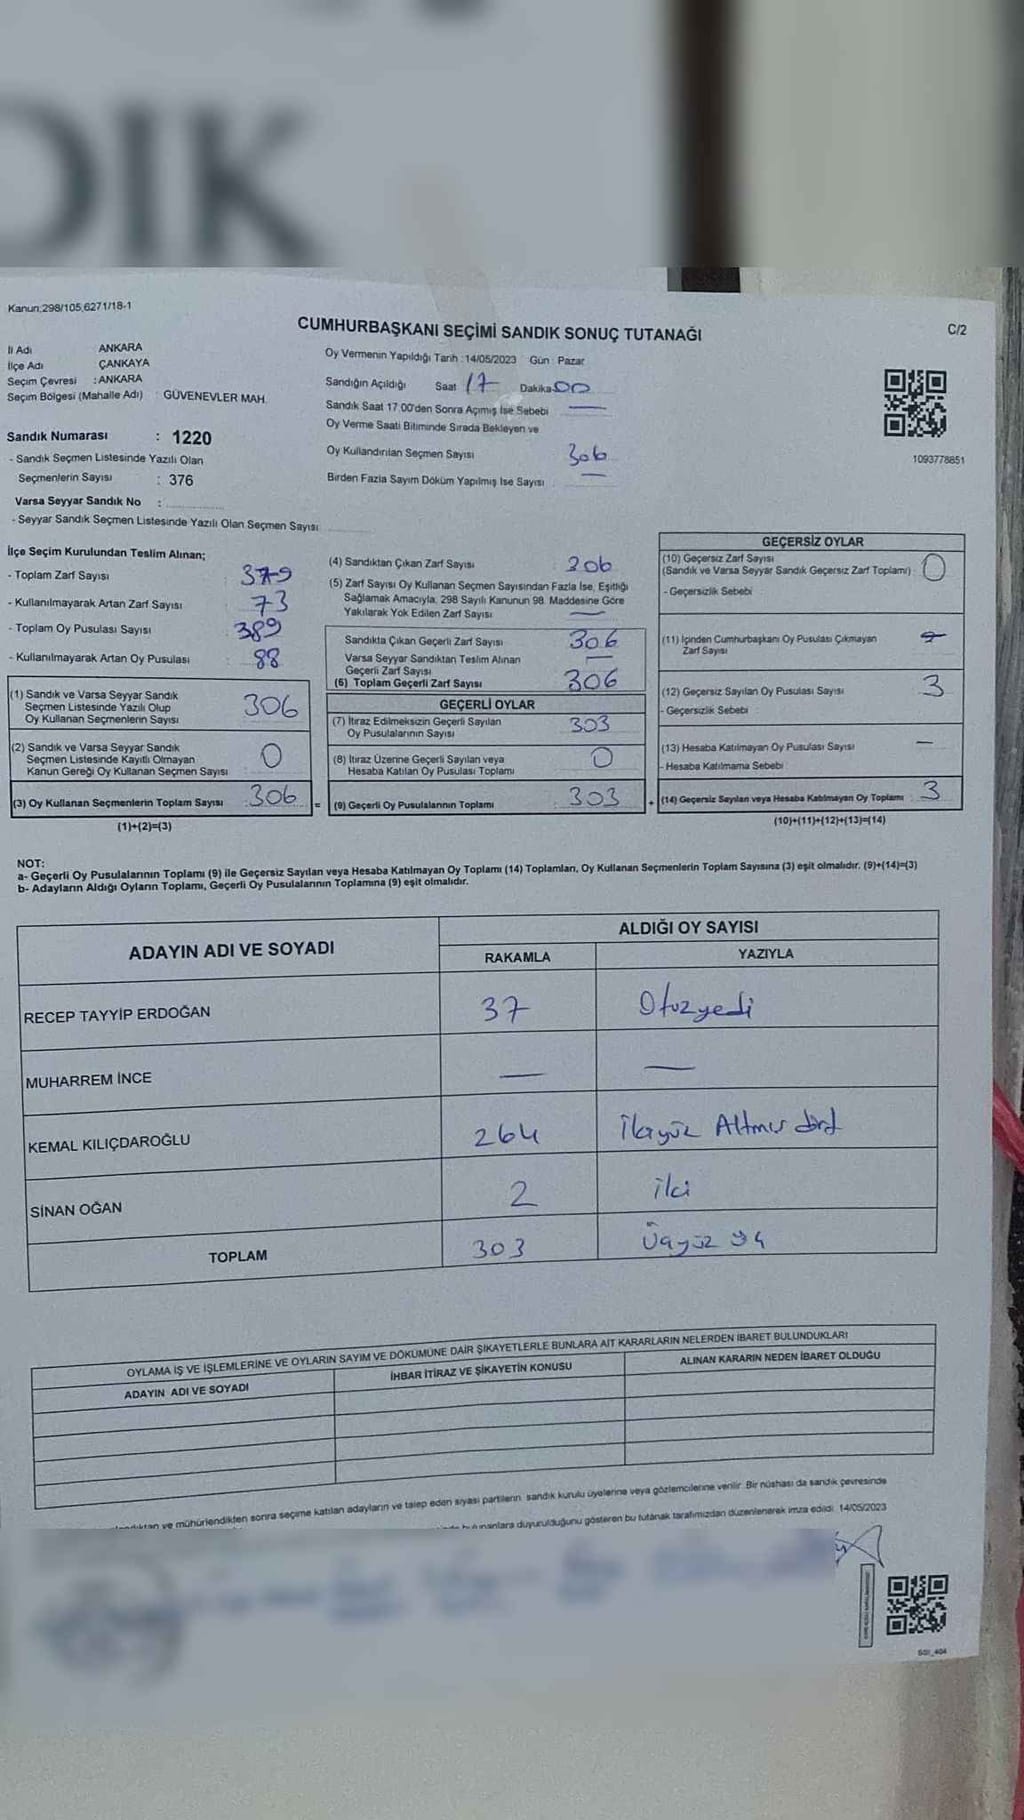 DIK
Kanun:298/105,6271/18-1
CUMHURBAŞKANI SEÇİMİ SANDIK SONUÇ TUTANAĞI
C/2
İl Adı ANKARA
İlçe Adı ÇANKAYA
Seçim Çevresi : ANKARA
Seçim Bölgesi (Mahalle Adı) : GÜVENEVLER MAH.
Oy Vermenin Yapıldığı Tarih :14/05/2023 Gün : Pazar
Sandığın Açıldığı Saat 17 Dakika 00
Sandık Saat 17.00'den Sonra Açımış İse Sebebi —
Oy Verme Saati Bitiminde Sırada Bekleyen ve
Oy Kullandırılan Seçmen Sayısı 306
Birden Fazla Sayım Döküm Yapılmış İse Sayısı —
1093778851
Sandık Numarası : 1220
- Sandık Seçmen Listesinde Yazılı Olan
Seçmenlerin Sayısı : 376
Varsa Seyyar Sandık No :
- Seyyar Sandık Seçmen Listesinde Yazılı Olan Seçmen Sayısı
İlçe Seçim Kurulundan Teslim Alınan;
- Toplam Zarf Sayısı : 379
- Kullanılmayarak Artan Zarf Sayısı : 73
- Toplam Oy Pusulası Sayısı : 389
- Kullanılmayarak Artan Oy Pusulası : 88
(1) Sandık ve Varsa Seyyar Sandık
Seçmen Listesinde Yazılı Olup
Oy Kullanan Seçmenlerin Sayısı 306
(2) Sandık ve Varsa Seyyar Sandık
Seçmen Listesinde Kayıtlı Olmayan
Kanun Gereği Oy Kullanan Seçmen Sayısı 0
(3) Oy Kullanan Seçmenlerin Toplam Sayısı 306 =
(1)+(2)=(3)
(4) Sandıktan Çıkan Zarf Sayısı : 206
(5) Zarf Sayısı Oy Kullanan Seçmen Sayısından Fazla İse, Eşitliği
Sağlamak Amacıyla, 298 Sayılı Kanunun 98. Maddesine Göre
Yakılarak Yok Edilen Zarf Sayısı —
Sandıkta Çıkan Geçerli Zarf Sayısı 306
Varsa Seyyar Sandıktan Teslim Alınan
Geçerli Zarf Sayısı —
(6) Toplam Geçerli Zarf Sayısı 306
GEÇERLİ OYLAR
(7) İtiraz Edilmeksizin Geçerli Sayılan
Oy Pusulalarının Sayısı 303
(8) İtiraz Üzerine Geçerli Sayılan veya
Hesaba Katılan Oy Pusulası Toplamı 0
(9) Geçerli Oy Pusulalarının Toplamı 303 +
GEÇERSİZ OYLAR
(10) Geçersiz Zarf Sayısı
(Sandık ve Varsa Seyyar Sandık Geçersiz Zarf Toplamı) : 0
- Geçersizlik Sebebi
(11) İçinden Cumhurbaşkanı Oy Pusulası Çıkmayan
Zarf Sayısı
(12) Geçersiz Sayılan Oy Pusulası Sayısı 3
- Geçersizlik Sebebi :
(13) Hesaba Katılmayan Oy Pusulası Sayısı —
- Hesaba Katılmama Sebebi
(14) Geçersiz Sayılan veya Hesaba Katılmayan Oy Toplamı 3
(10)+(11)+(12)+(13)=(14)
NOT:
a- Geçerli Oy Pusulalarının Toplamı (9) ile Geçersiz Sayılan veya Hesaba Katılmayan Oy Toplamı (14) Toplamları, Oy Kullanan Seçmenlerin Toplam Sayısına (3) eşit olmalıdır. (9)+(14)=(3)
b- Adayların Aldığı Oyların Toplamı, Geçerli Oy Pusulalarının Toplamına (9) eşit olmalıdır.
ADAYIN ADI VE SOYADI
ALDIĞI OY SAYISI
RAKAMLA YAZIYLA
RECEP TAYYİP ERDOĞAN 37 Otuzyedi
MUHARREM İNCE — —
KEMAL KILIÇDAROĞLU 264 ikiyüz Altmış dört
SİNAN OĞAN 2 iki
TOPLAM 303 Üçyüz
OYLAMA İŞ VE İŞLEMLERİNE VE OYLARIN SAYIM VE DÖKÜMÜNE DAİR ŞİKAYETLERLE BUNLARA AİT KARARLARIN NELERDEN İBARET BULUNDUKLARI
ADAYIN ADI VE SOYADI
İHBAR İTİRAZ VE ŞİKAYETİN KONUSU
ALINAN KARARIN NEDEN İBARET OLDUĞU
ve mühürlendikten sonra seçime katılan adayların ve talep eden siyasi partilerin sandık kurulu üyelerine veya gözlemcilerine verilir. Bir nüshası da sandık çevresinde
duyurulduğunu gösteren bu tutanak tarafımızdan düzenlenerek imza edildi. 14/05/2023